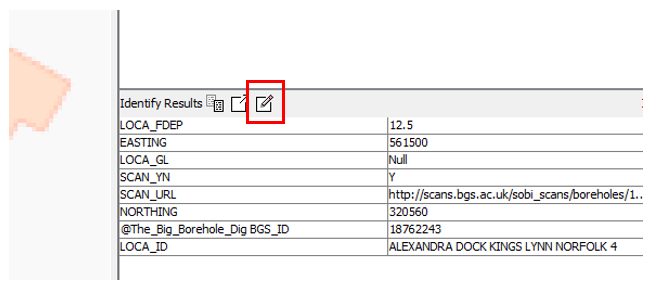 Identify Results
LOCA_FDEP 12.5
EASTING 561500
LOCA_GL Null
SCAN_YN Y
SCAN_URL http://scans.bgs.ac.uk/sobi_scans/boreholes/1...
NORTHING 320560
@The_Big_Borehole_Dig BGS_ID 18762243
LOCA_ID ALEXANDRA DOCK KINGS LYNN NORFOLK 4